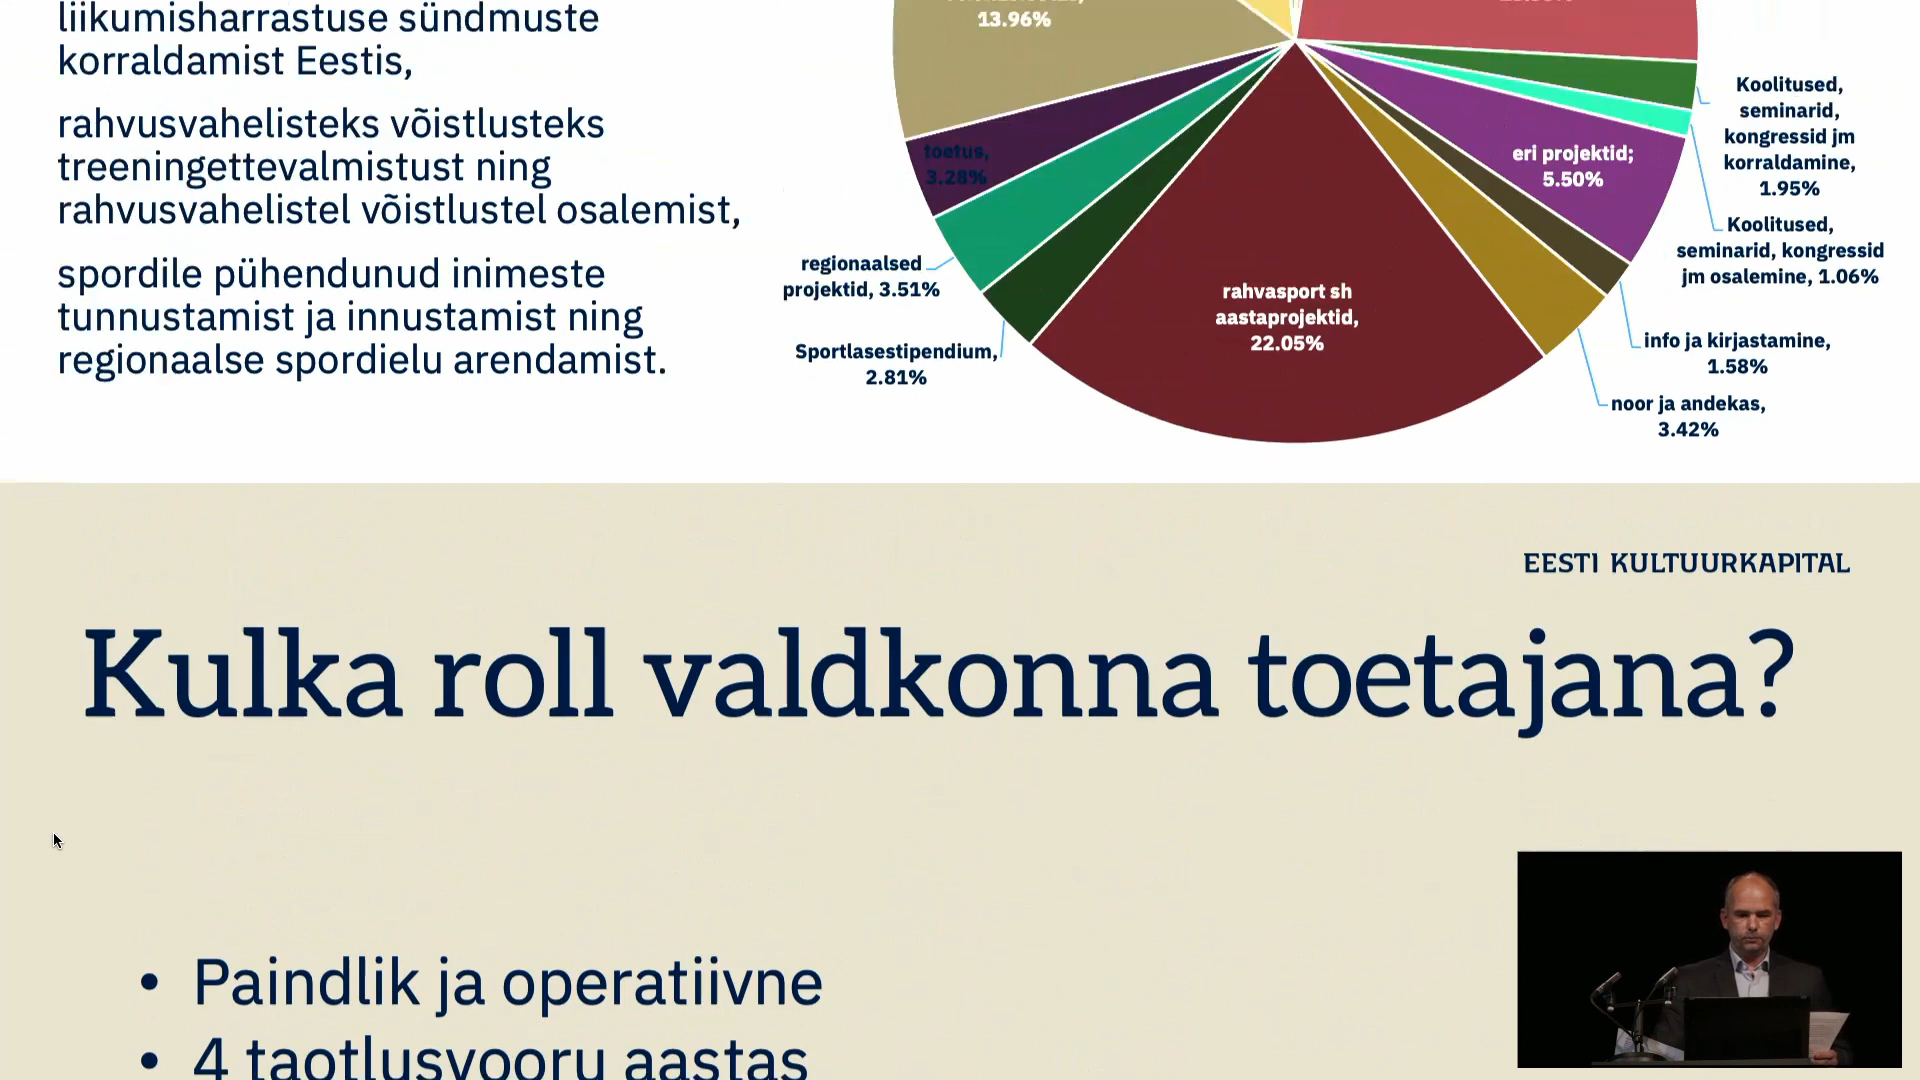 liikumisharrastuse sündmuste
korraldamist Eestis,
rahvusvahelisteks võistlusteks
treeningettevalmistust ning
rahvusvahelistel võistlustel osalemist,
spordile pühendunud inimeste
tunnustamist ja innustamist ning
regionaalse spordielu arendamist.
13.96%
toetus,
3.28%
regionaalsed
projektid, 3.51%
Sportlasestipendium,
2.81%
rahvasport sh
aastaprojektid,
22.05%
eri projektid;
5.50%
Koolitused,
seminarid,
kongressid jm
korraldamine,
1.95%
Koolitused,
seminarid, kongressid
jm osalemine, 1.06%
info ja kirjastamine,
1.58%
noor ja andekas,
3.42%
EESTI KULTUURKAPITAL
Kulka roll valdkonna toetajana?
• Paindlik ja operatiivne
• 4 taotlusvooru aastas